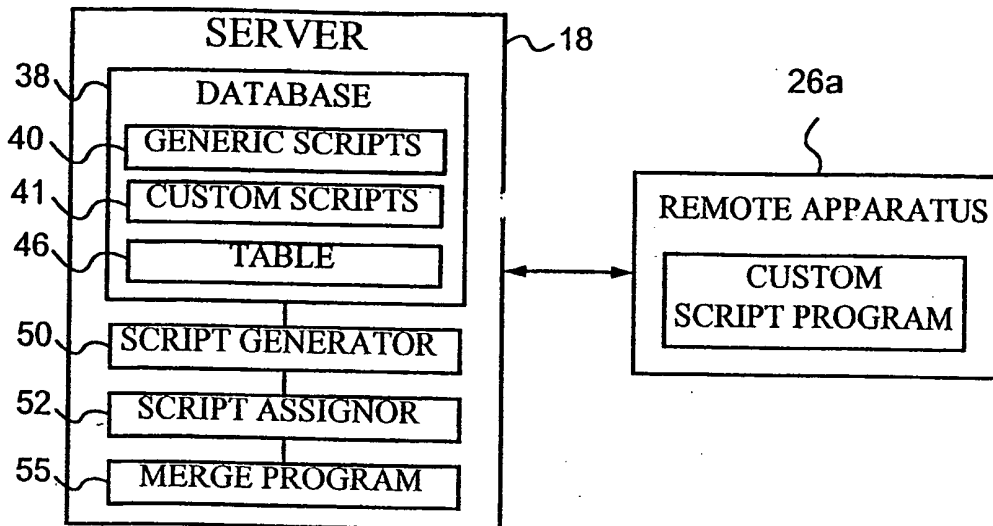 SERVER
18
38
DATABASE
40
GENERIC SCRIPTS
41
CUSTOM SCRIPTS
46
TABLE
50
SCRIPT GENERATOR
52
SCRIPT ASSIGNOR
55
MERGE PROGRAM
26a
REMOTE APPARATUS
CUSTOM
SCRIPT PROGRAM